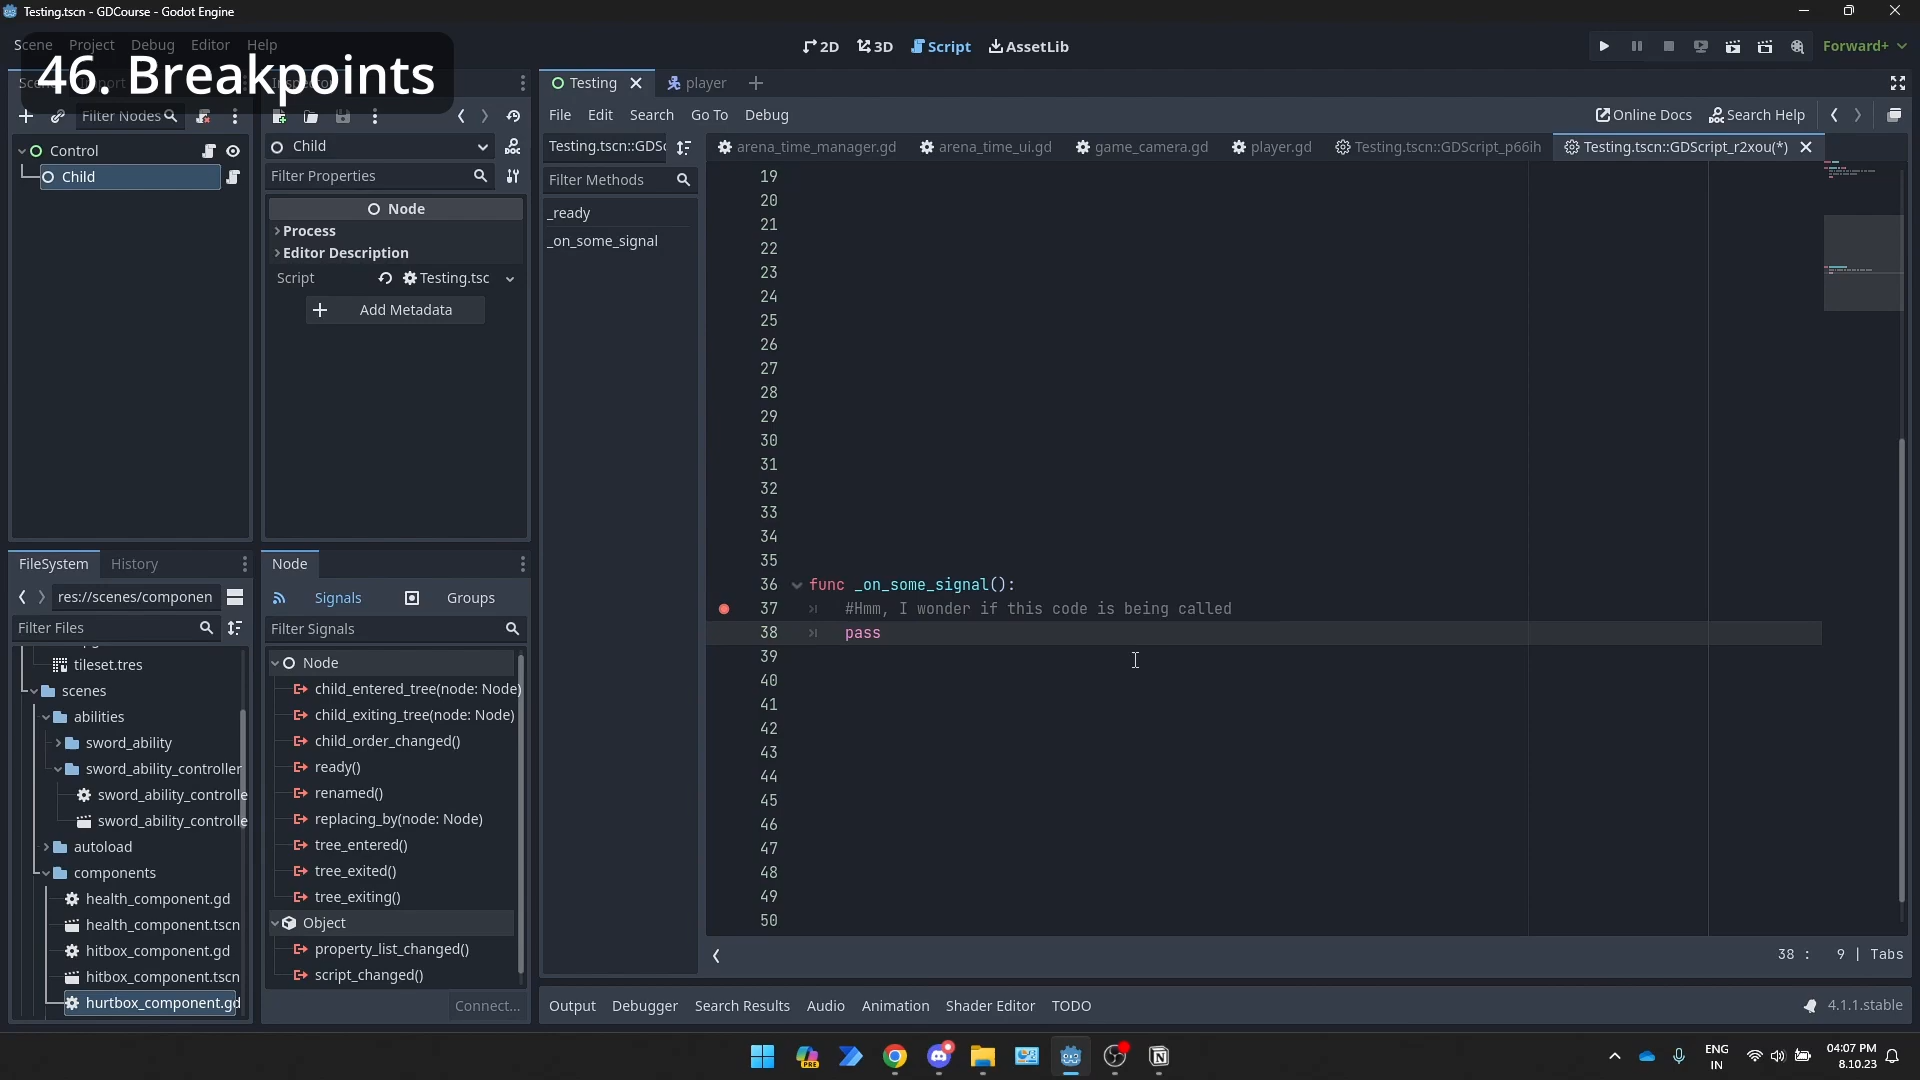 Testing.tscn - GDCourse - Godot Engine
Scene Project Debug Editor Help
46. Breakpoints
2D 3D Script AssetLib
Forward+
Testing player
Filter Nodes
Control
Child
Child
Filter Properties
Node
Process
Editor Description
Script Testing.tsc
Add Metadata
File Edit Search Go To Debug
Online Docs Search Help
Testing.tscn::GDSc
Filter Methods
_ready
_on_some_signal
arena_time_manager.gd arena_time_ui.gd game_camera.gd player.gd Testing.tscn::GDScript_p66ih Testing.tscn::GDScript_r2xou(*)
19
20
21
22
23
24
25
26
27
28
29
30
31
32
33
34
35
36 func _on_some_signal():
37 #Hmm, I wonder if this code is being called
38 pass
39
40
41
42
43
44
45
46
47
48
49
50
38 : 9 | Tabs
FileSystem History
res://scenes/componen
Filter Files
tileset.tres
scenes
abilities
sword_ability
sword_ability_controller
sword_ability_controlle
sword_ability_controlle
autoload
components
health_component.gd
health_component.tscn
hitbox_component.gd
hitbox_component.tscn
hurtbox_component.gd
Node
Signals Groups
Filter Signals
Node
child_entered_tree(node: Node)
child_exiting_tree(node: Node)
child_order_changed()
ready()
renamed()
replacing_by(node: Node)
tree_entered()
tree_exited()
tree_exiting()
Object
property_list_changed()
script_changed()
Connect...
Output Debugger Search Results Audio Animation Shader Editor TODO
4.1.1.stable
PRE
ENG
IN
04:07 PM
8.10.23